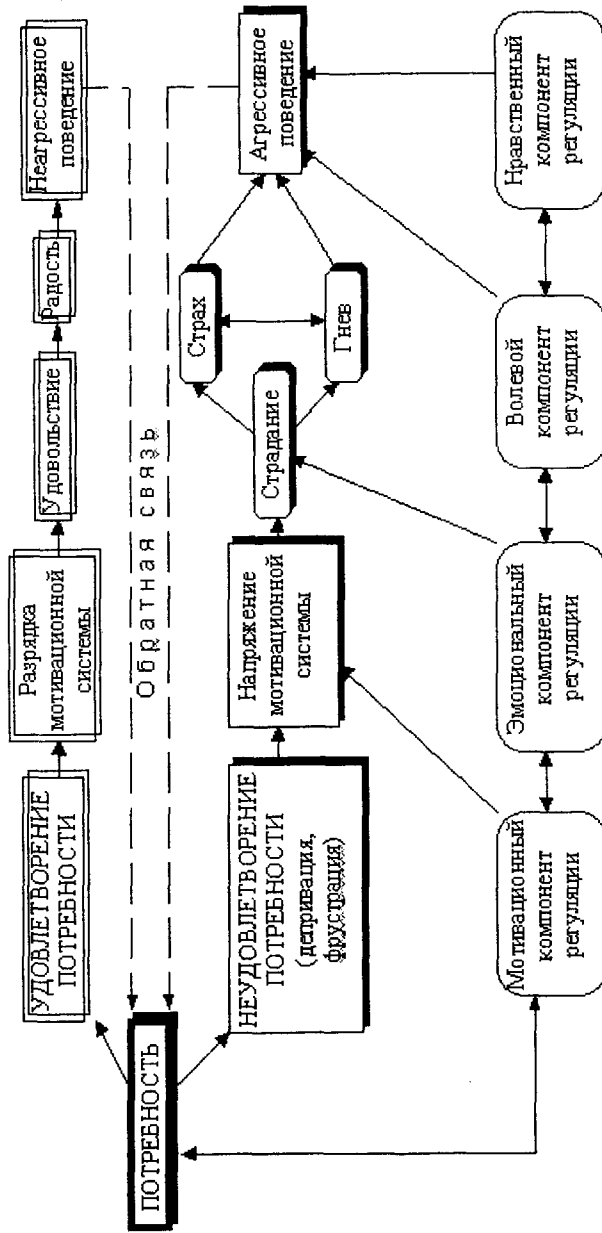 ПОТРЕБНОСТЬ
УДОВЛЕТВОРЕНИЕ
ПОТРЕБНОСТИ
Разрядка
мотивационной
системы
Удовольствие
Радость
Неагрессивное
поведение
Обратная связь
НЕУДОВЛЕТВОРЕНИЕ
ПОТРЕБНОСТИ
(депривация,
фрустрация)
Напряжение
мотивационной
системы
Страдание
Страх
Гнев
Агрессивное
поведение
Мотивационный
компонент
регуляции
Эмоциональный
компонент
регуляции
Волевой
компонент
регуляции
Нравственный
компонент
регуляции